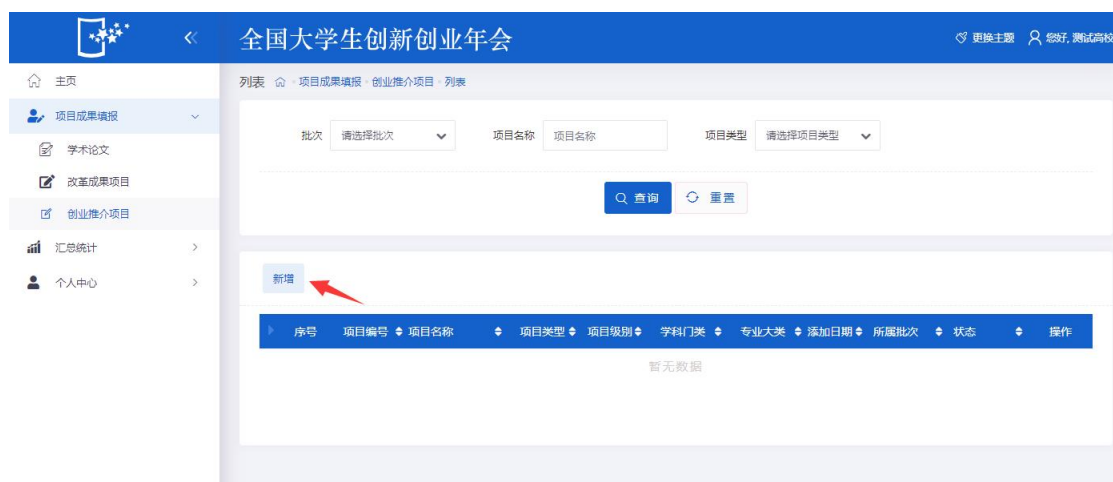 全国大学生创新创业年会
更换主题 您好, 测试高校
主页
项目成果填报
学术论文
改革成果项目
创业推介项目
汇总统计
个人中心
列表 项目成果填报 创业推介项目 列表
批次 请选择批次 项目名称 项目名称 项目类型 请选择项目类型
查询 重置
新增
序号 项目编号 项目名称 项目类型 项目级别 学科门类 专业大类 添加日期 所属批次 状态 操作
暂无数据